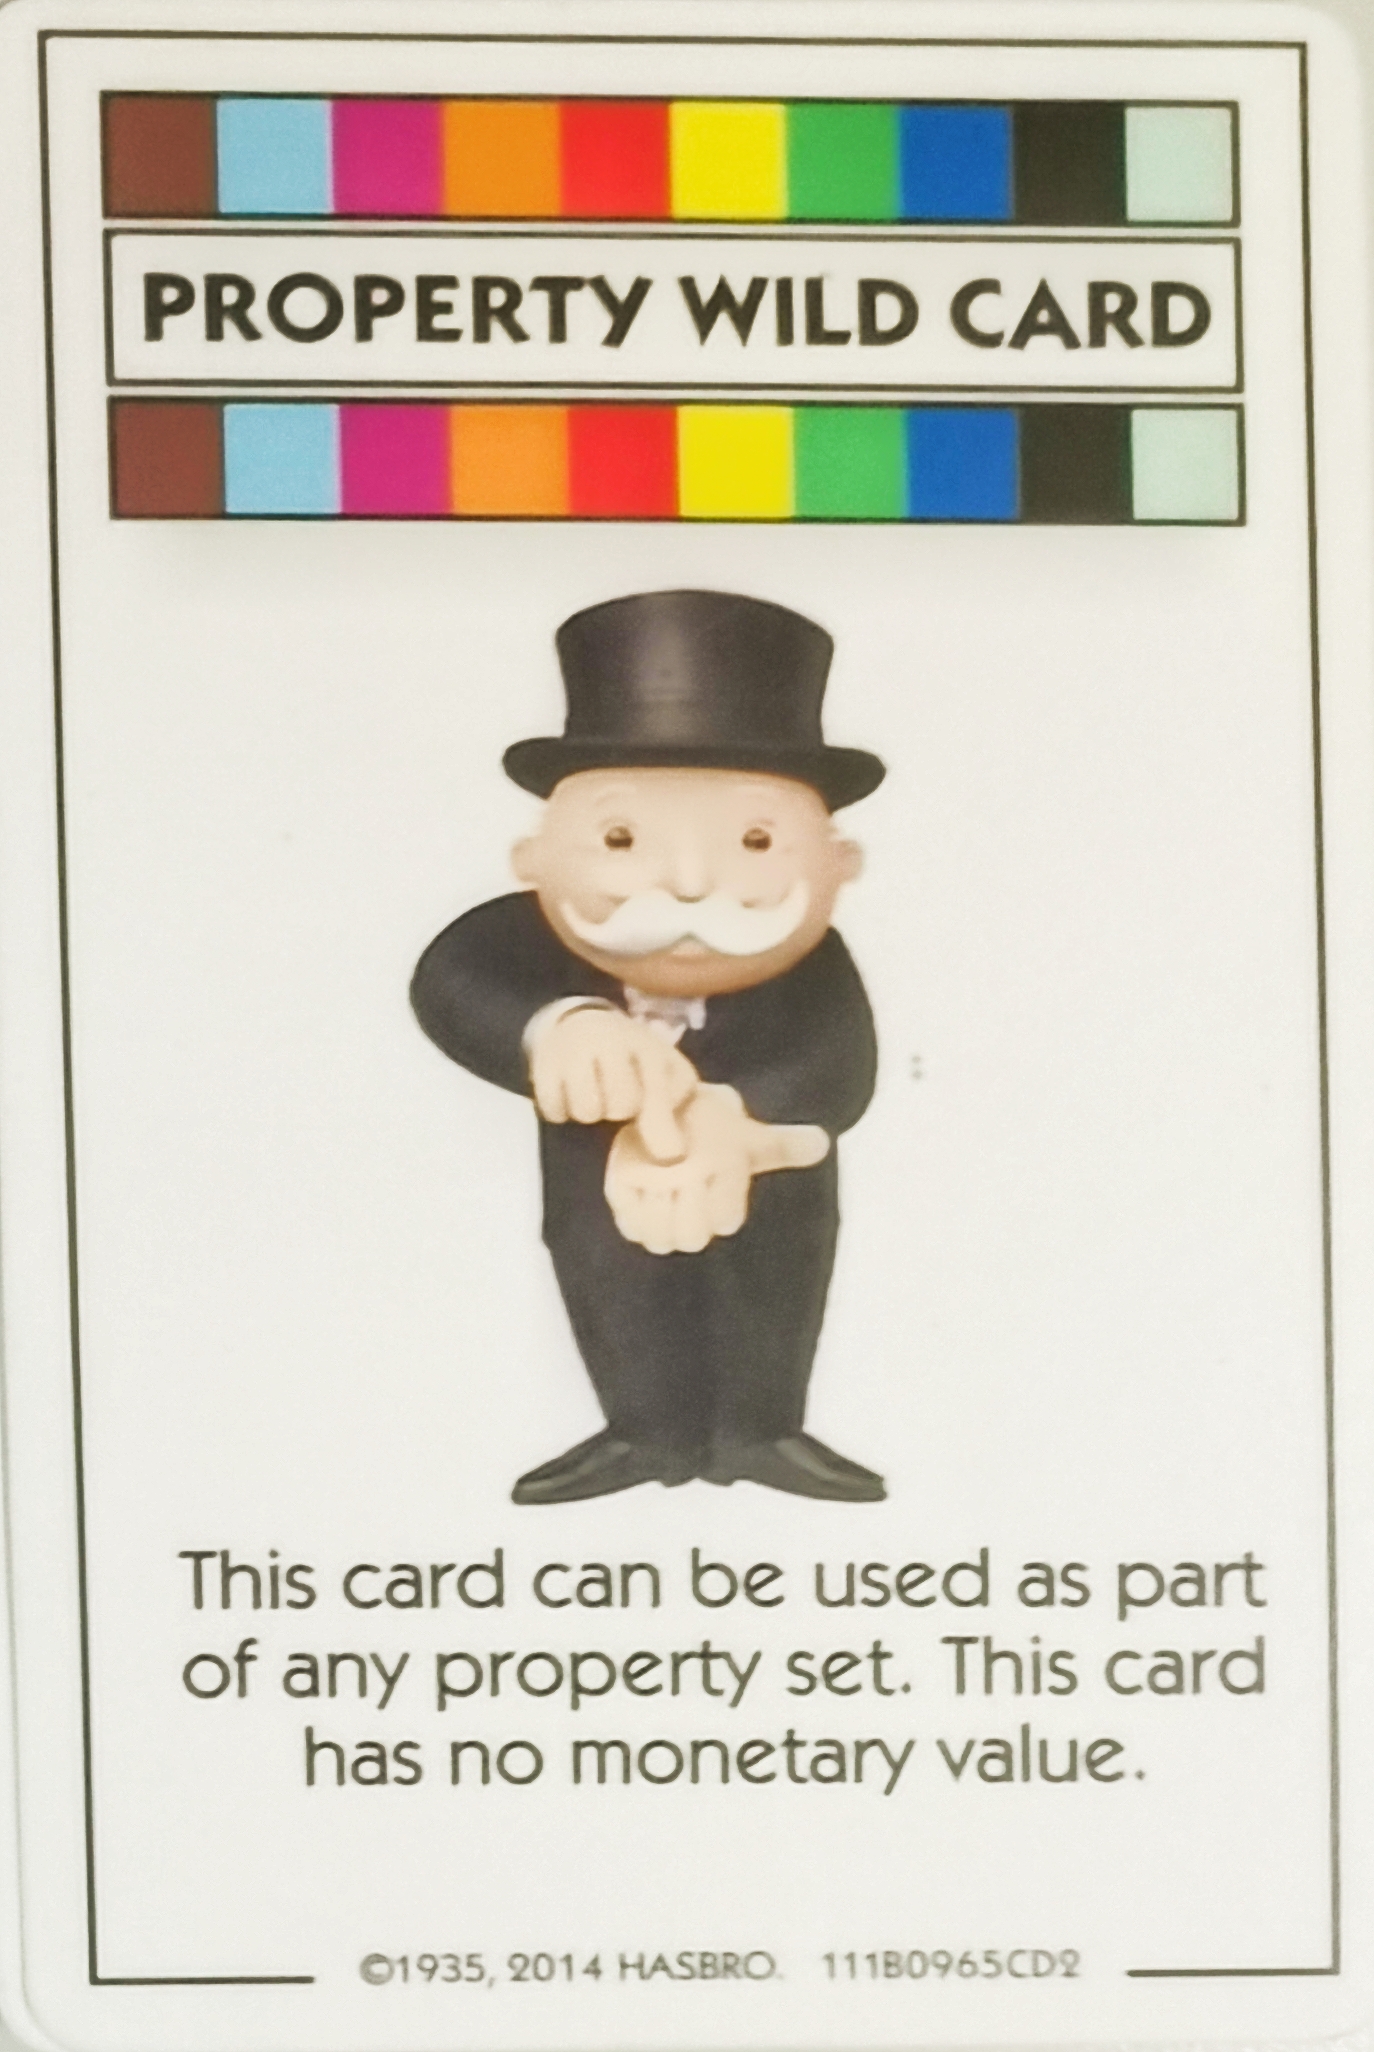 PROPERTY WILD CARD
This card can be used as part
of any property set. This card
has no monetary value.
©1935, 2014 HASBRO. 111B0965CD2